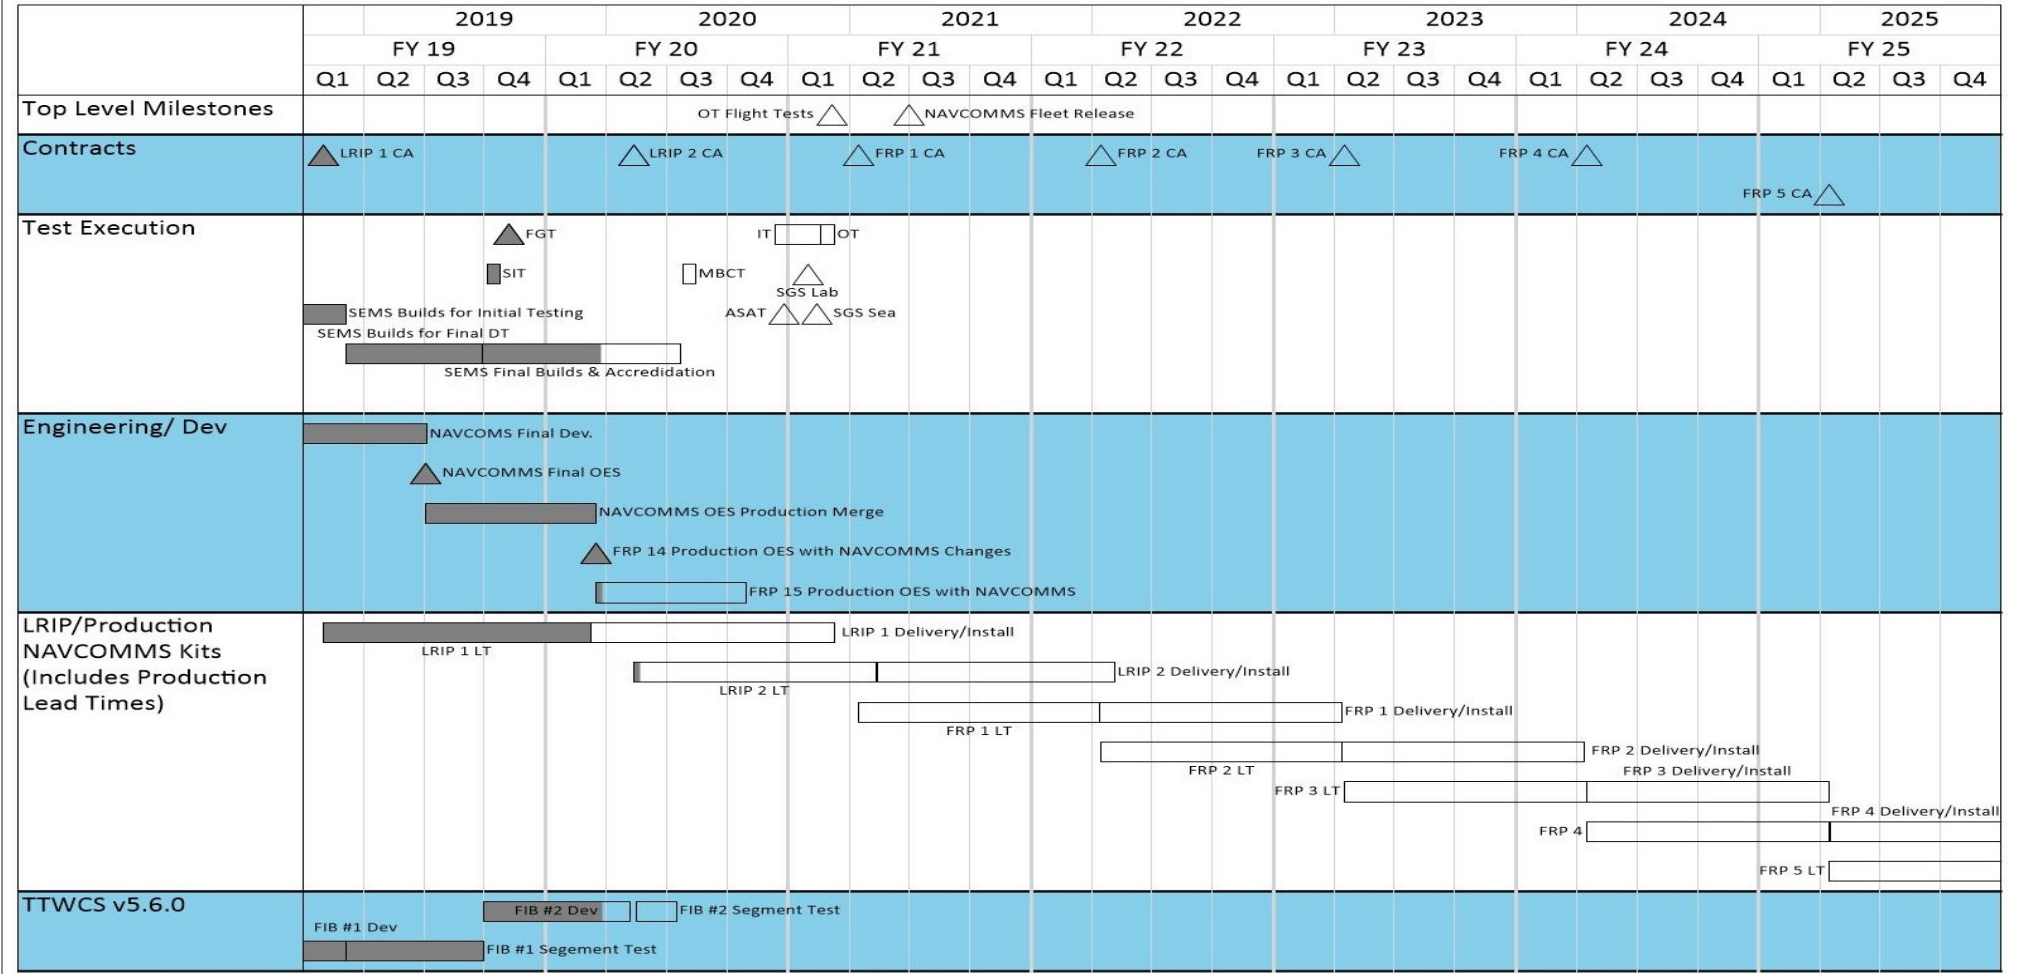 2019 2020 2021 2022 2023 2024 2025
FY 19 FY 20 FY 21 FY 22 FY 23 FY 24 FY 25
Q1 Q2 Q3 Q4 Q1 Q2 Q3 Q4 Q1 Q2 Q3 Q4 Q1 Q2 Q3 Q4 Q1 Q2 Q3 Q4 Q1 Q2 Q3 Q4 Q1 Q2 Q3 Q4
Top Level Milestones
OT Flight Tests
NAVCOMMS Fleet Release
Contracts
LRIP 1 CA
LRIP 2 CA
FRP 1 CA
FRP 2 CA
FRP 3 CA
FRP 4 CA
FRP 5 CA
Test Execution
FGT
IT
OT
SIT
MBCT
SGS Lab
SEMS Builds for Initial Testing
ASAT
SGS Sea
SEMS Builds for Final DT
SEMS Final Builds & Accredidation
Engineering/ Dev
NAVCOMS Final Dev.
NAVCOMMS Final OES
NAVCOMMS OES Production Merge
FRP 14 Production OES with NAVCOMMS Changes
FRP 15 Production OES with NAVCOMMS
LRIP/Production
NAVCOMMS Kits
(Includes Production
Lead Times)
LRIP 1 Delivery/Install
LRIP 1 LT
LRIP 2 Delivery/Install
LRIP 2 LT
FRP 1 Delivery/Install
FRP 1 LT
FRP 2 Delivery/Install
FRP 2 LT
FRP 3 Delivery/Install
FRP 3 LT
FRP 4 Delivery/Install
FRP 4
FRP 5 LT
TTWCS v5.6.0
FIB #2 Dev
FIB #2 Segment Test
FIB #1 Dev
FIB #1 Segement Test